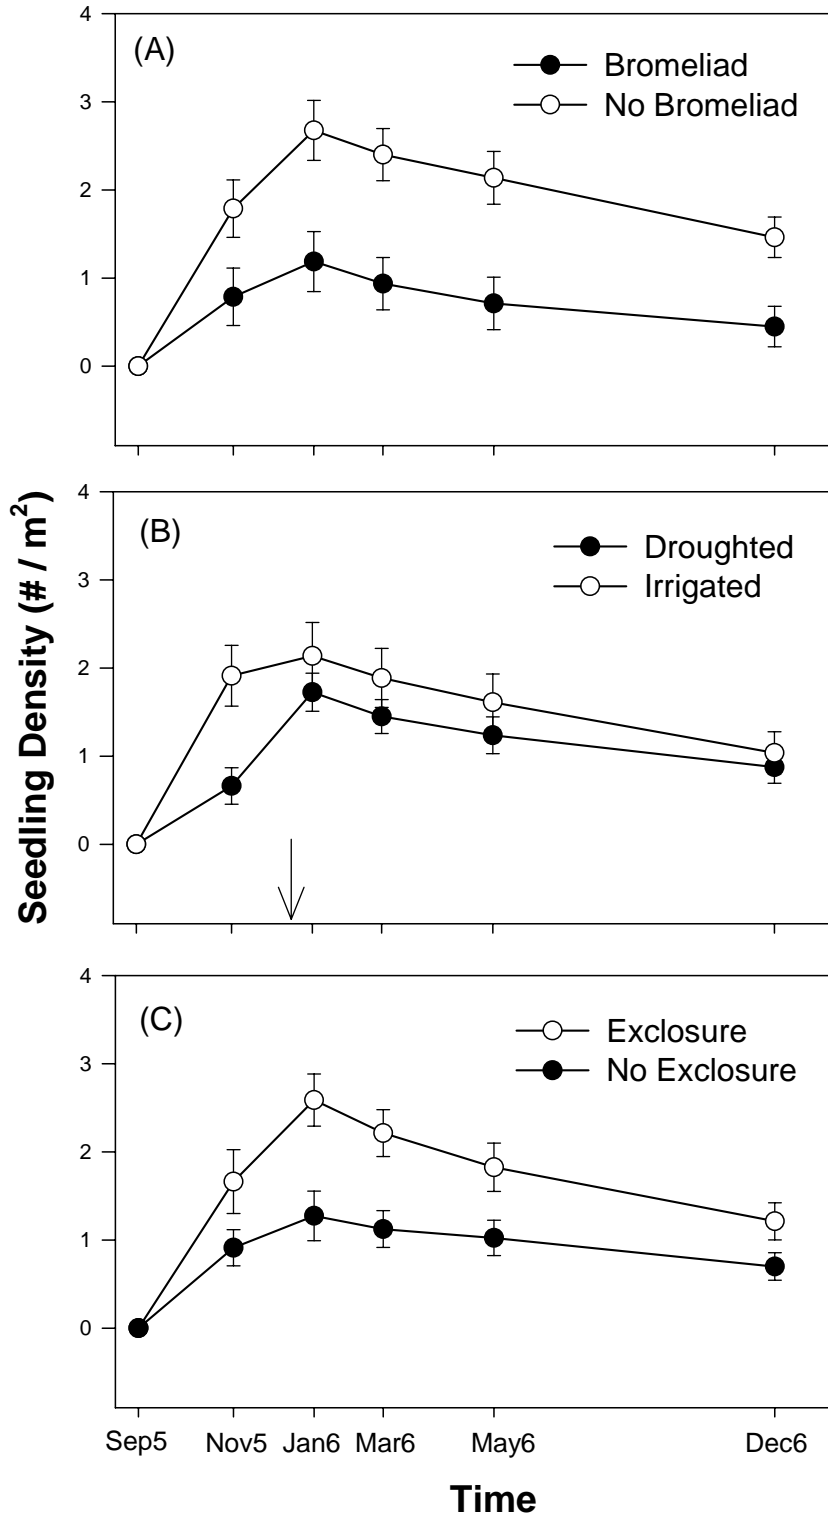 4
3
2
1
0
(A)
Bromeliad
No Bromeliad
Seedling Density (# / m²)
4
3
2
1
0
(B)
Droughted
Irrigated
4
3
2
1
0
(C)
Exclosure
No Exclosure
Sep5 Nov5 Jan6 Mar6 May6 Dec6
Time